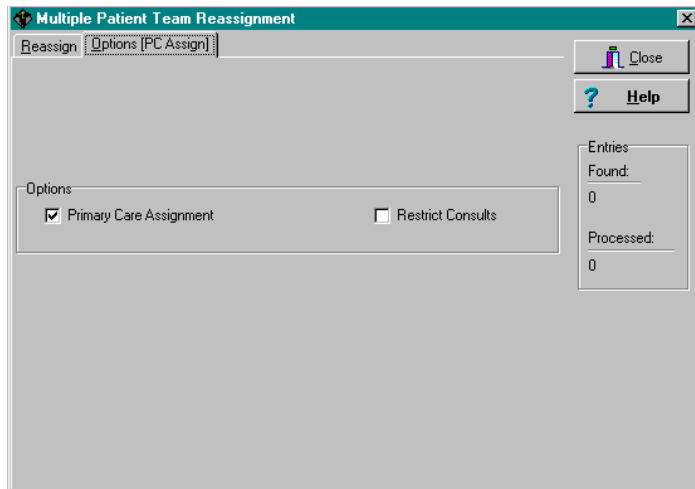 Multiple Patient Team Reassignment
Reassign Options [PC Assign]
Close
? Help
Entries
Found:
0
Processed:
0
Options
Primary Care Assignment Restrict Consults